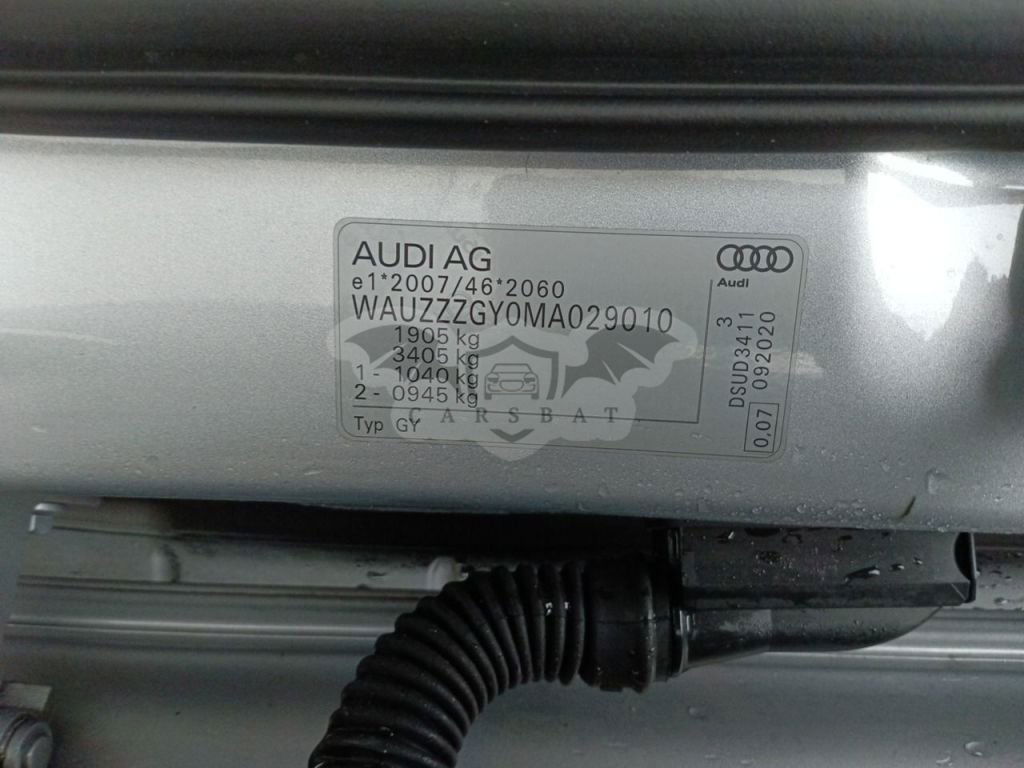 AUDI AG
e1*2007/46*2060
WAUZZZGY0MA029010
1905 kg
3405 kg
1 - 1040 kg
2 - 0945 kg
Typ GY
Audi
3
DSUD3411
092020
0.07
CARSBAT